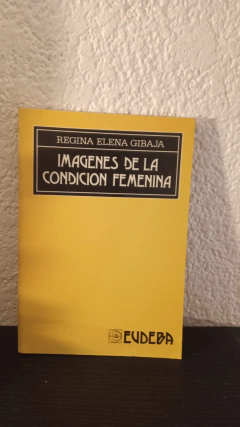 REGINA ELENA GIBAJA
IMAGENES DE LA
CONDICION FEMENINA
EUDEBA